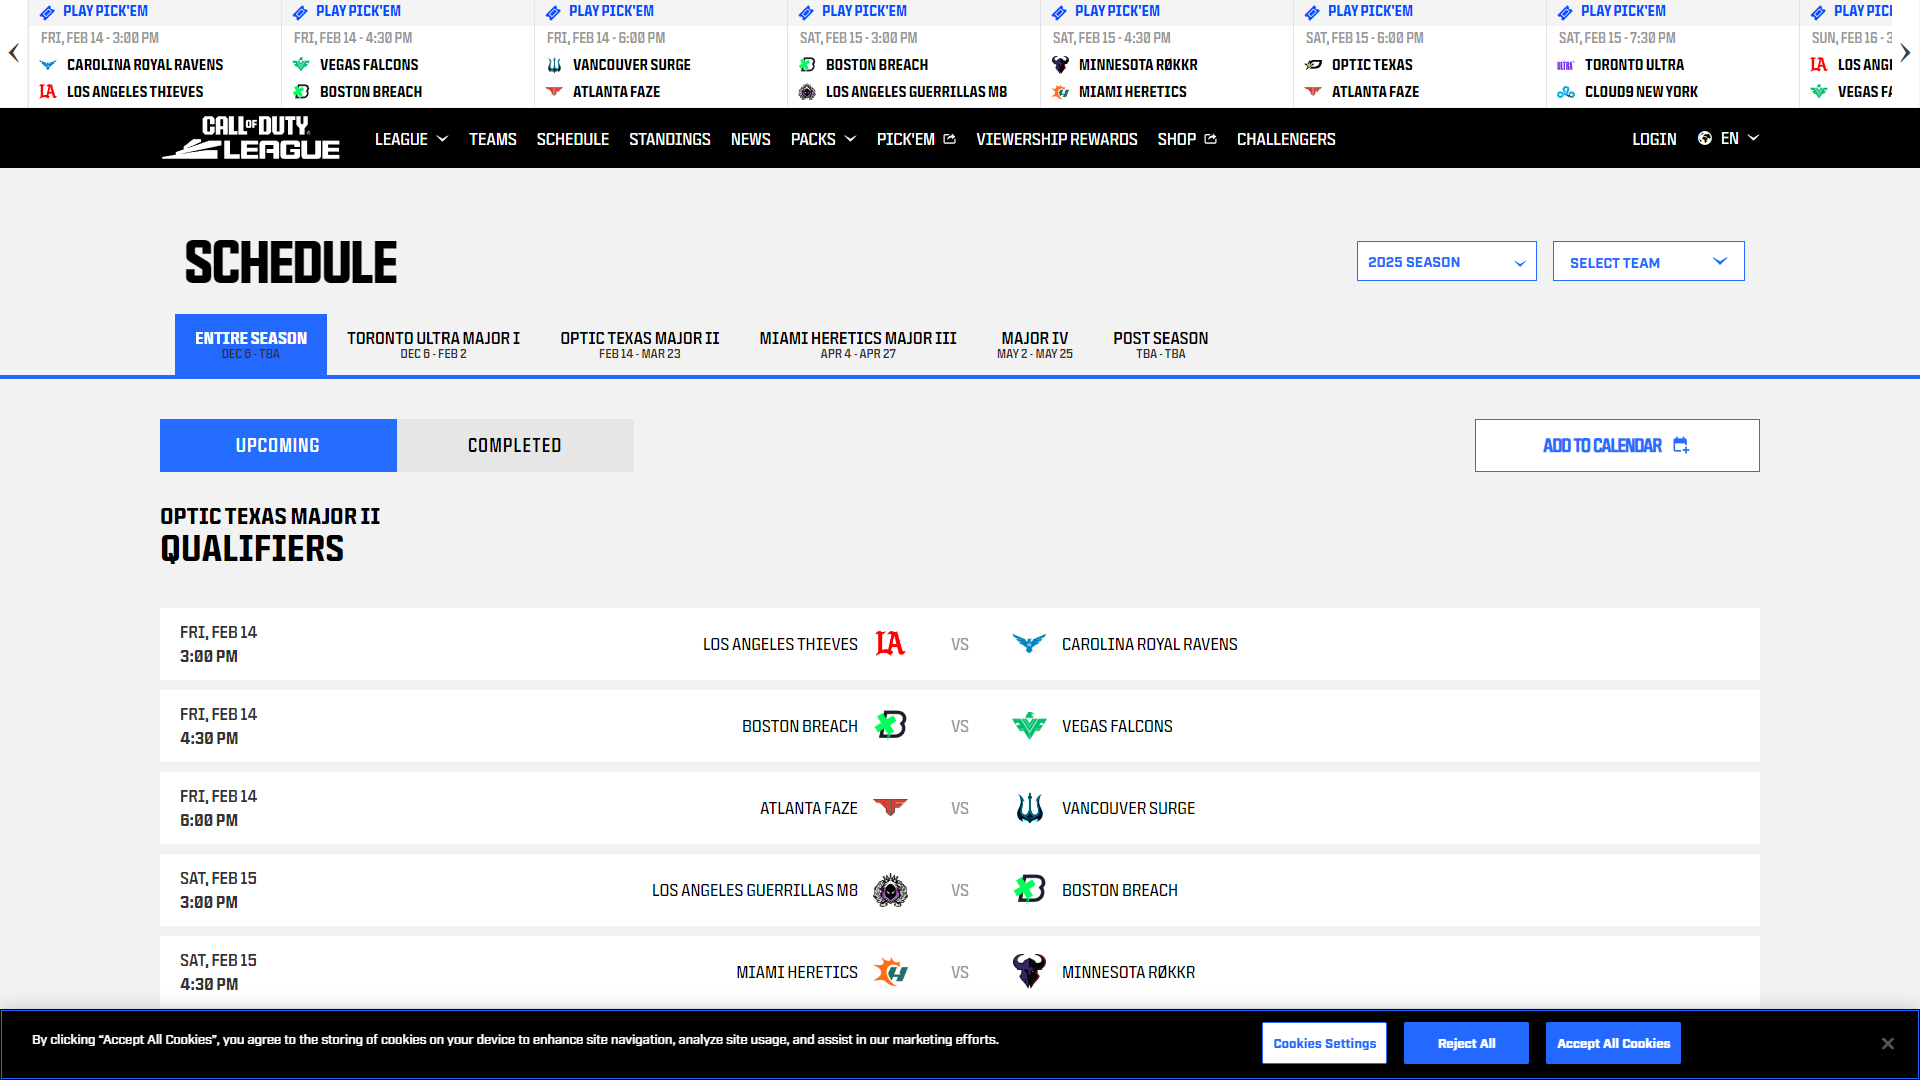 PLAY PICK'EM
FRI, FEB 14 - 3:00 PM
CAROLINA ROYAL RAVENS
LOS ANGELES THIEVES
PLAY PICK'EM
FRI, FEB 14 - 4:30 PM
VEGAS FALCONS
BOSTON BREACH
PLAY PICK'EM
FRI, FEB 14 - 6:00 PM
VANCOUVER SURGE
ATLANTA FAZE
PLAY PICK'EM
SAT, FEB 15 - 3:00 PM
BOSTON BREACH
LOS ANGELES GUERRILLAS M8
PLAY PICK'EM
SAT, FEB 15 - 4:30 PM
MINNESOTA RØKKR
MIAMI HERETICS
PLAY PICK'EM
SAT, FEB 15 - 6:00 PM
OPTIC TEXAS
ATLANTA FAZE
PLAY PICK'EM
SAT, FEB 15 - 7:30 PM
TORONTO ULTRA
CLOUD9 NEW YORK
PLAY PICK
SUN, FEB 16 - 3
LOS ANG
VEGAS F
CALL OF DUTY
LEAGUE
LEAGUE TEAMS SCHEDULE STANDINGS NEWS PACKS PICK'EM VIEWERSHIP REWARDS SHOP CHALLENGERS LOGIN EN
SCHEDULE
2025 SEASON
SELECT TEAM
ENTIRE SEASON
DEC 6 - TBA
TORONTO ULTRA MAJOR I
DEC 6 - FEB 2
OPTIC TEXAS MAJOR II
FEB 14 - MAR 23
MIAMI HERETICS MAJOR III
APR 4 - APR 27
MAJOR IV
MAY 2 - MAY 25
POST SEASON
TBA - TBA
UPCOMING
COMPLETED
ADD TO CALENDAR
OPTIC TEXAS MAJOR II
QUALIFIERS
FRI, FEB 14
3:00 PM
LOS ANGELES THIEVES LA VS CAROLINA ROYAL RAVENS
FRI, FEB 14
4:30 PM
BOSTON BREACH B VS VEGAS FALCONS
FRI, FEB 14
6:00 PM
ATLANTA FAZE VS VANCOUVER SURGE
SAT, FEB 15
3:00 PM
LOS ANGELES GUERRILLAS M8 VS B BOSTON BREACH
SAT, FEB 15
4:30 PM
MIAMI HERETICS VS MINNESOTA RØKKR
By clicking “Accept All Cookies”, you agree to the storing of cookies on your device to enhance site navigation, analyze site usage, and assist in our marketing efforts.
Cookies Settings
Reject All
Accept All Cookies